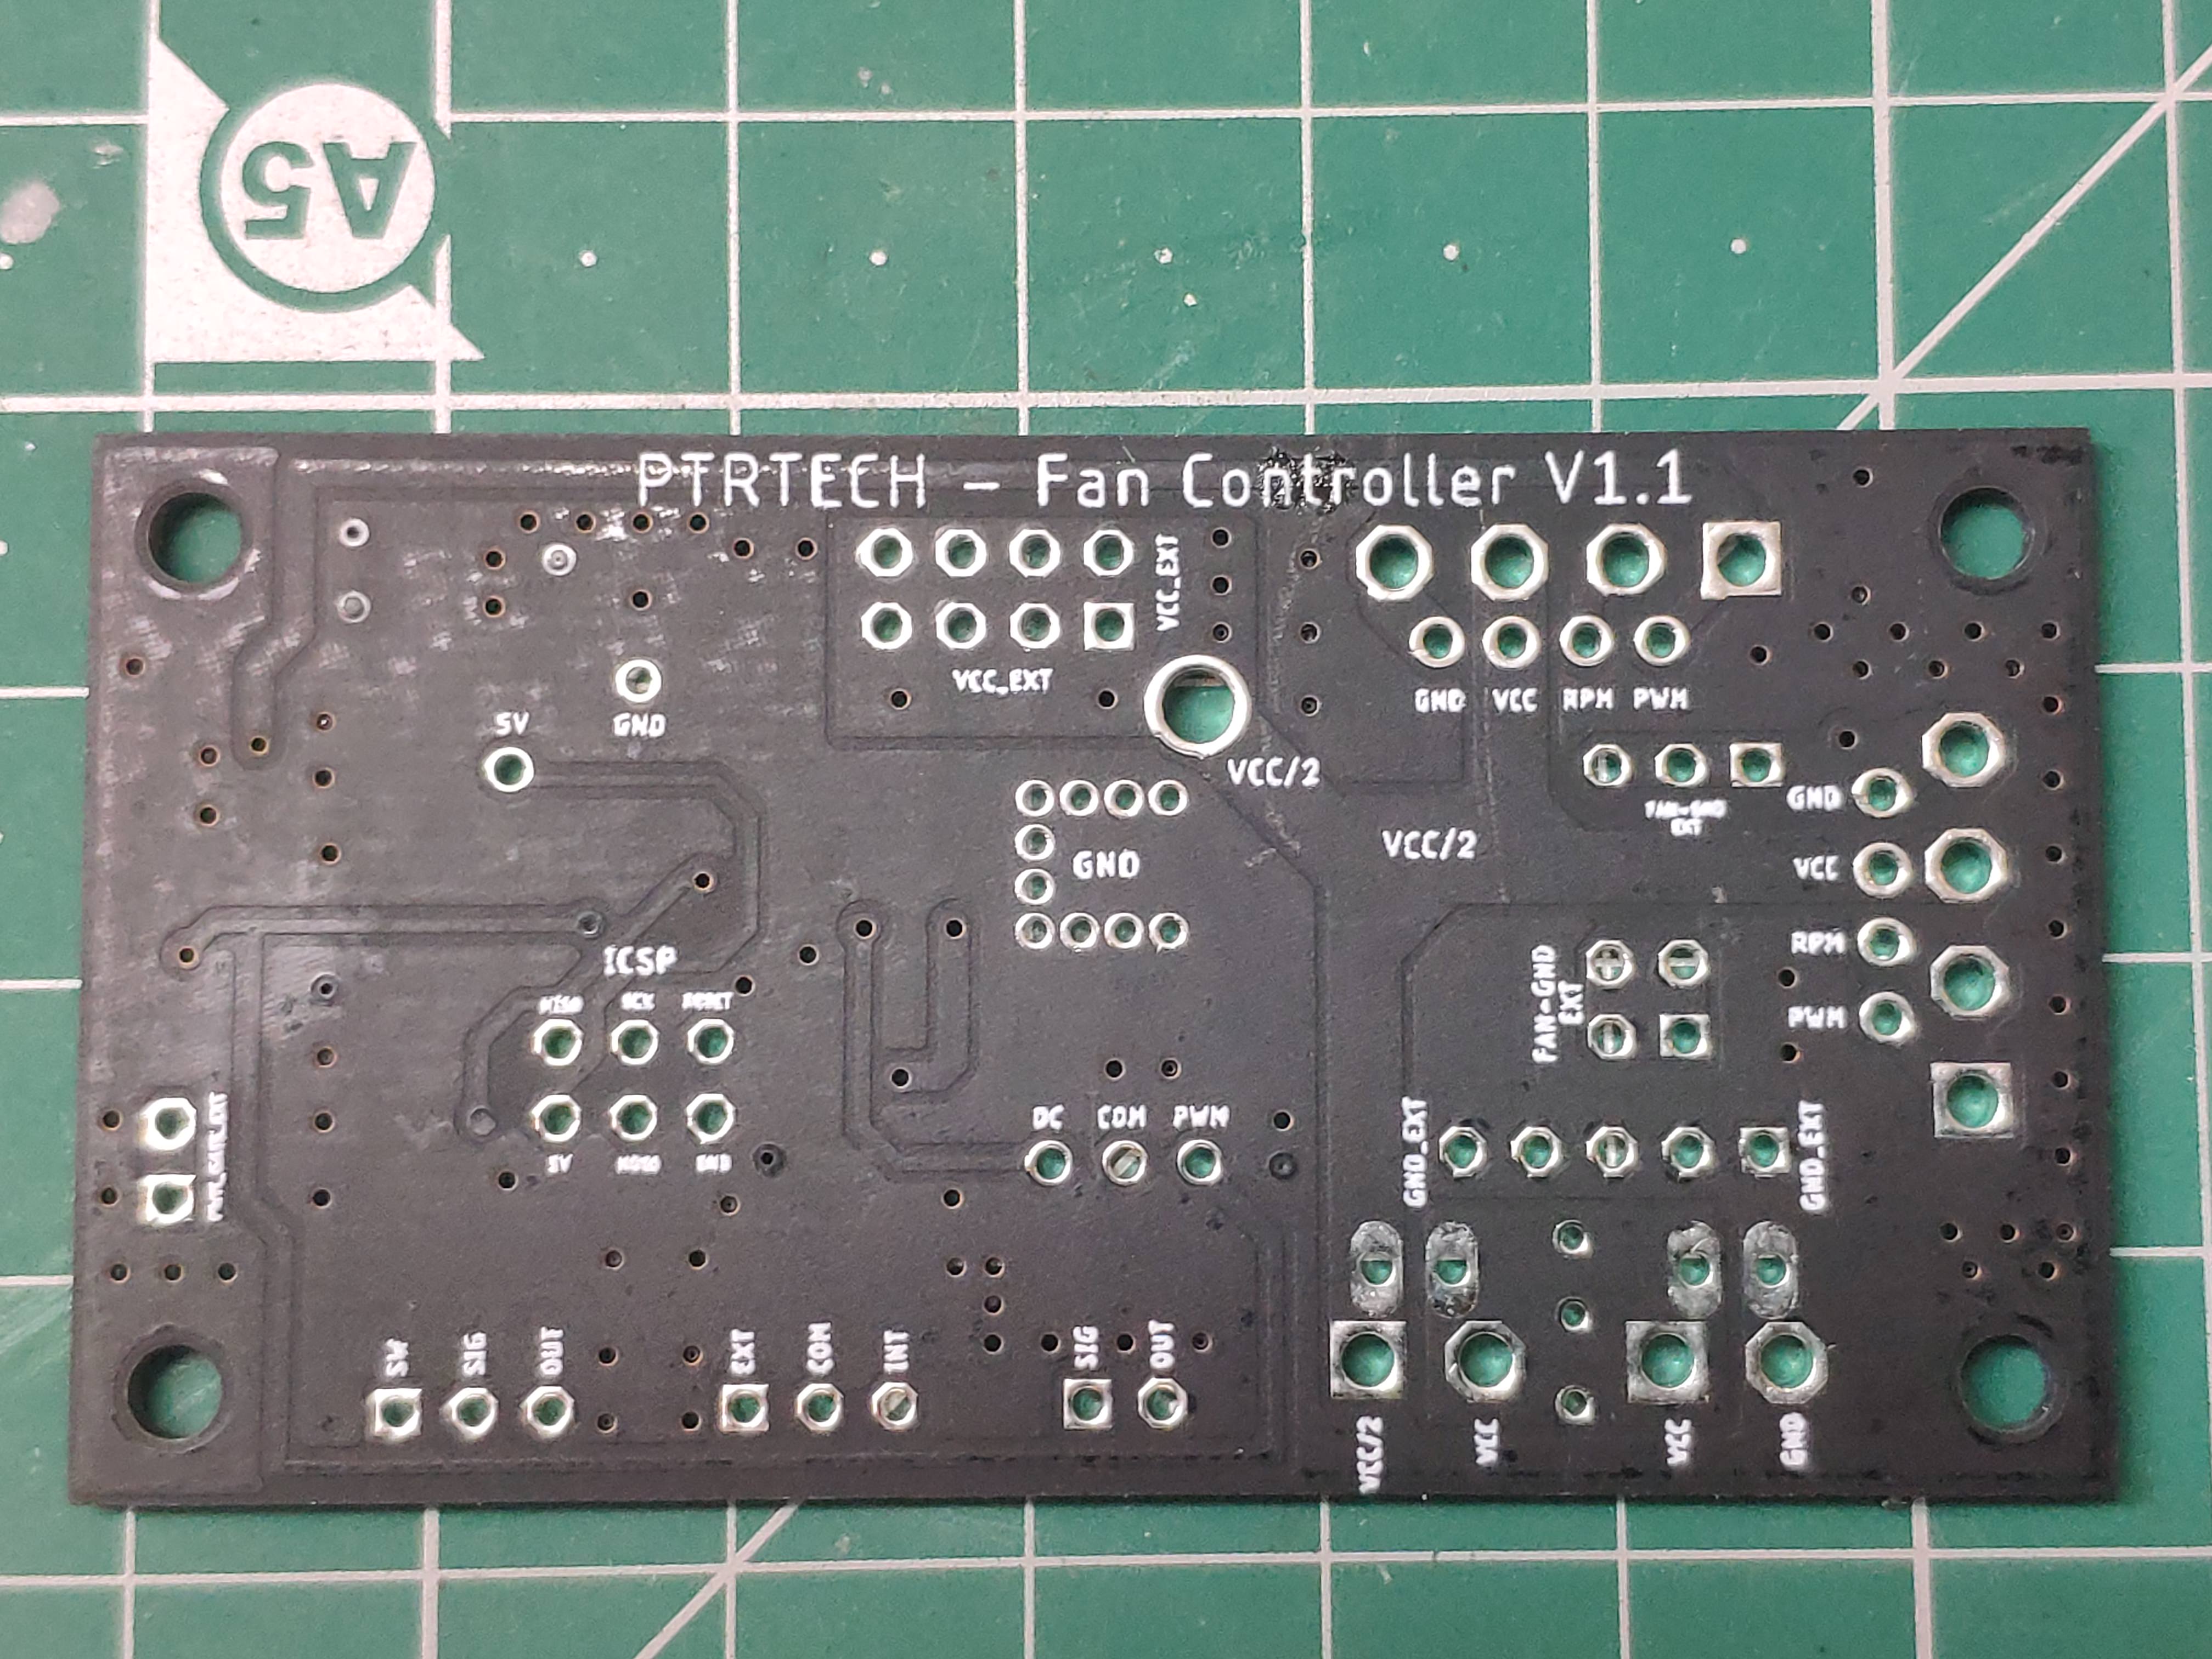 A5
PTRTECH - Fan Controller V1.1
VCC_EXT
VCC_EXT
GND VCC RPM PWM
GND
5V
VCC/2
FAN-GND
EXT
GND
VCC/2
GND
VCC
RPM
PWM
FAN-GND
EXT
ICSP
MISO SCK RESET
5V MOSI GND
DC COM PWM
GND_EXT
GND_EXT
SW
SIG
OUT
EXT
COM
INT
SIG
OUT
VCC/2
VCC
VCC
GND